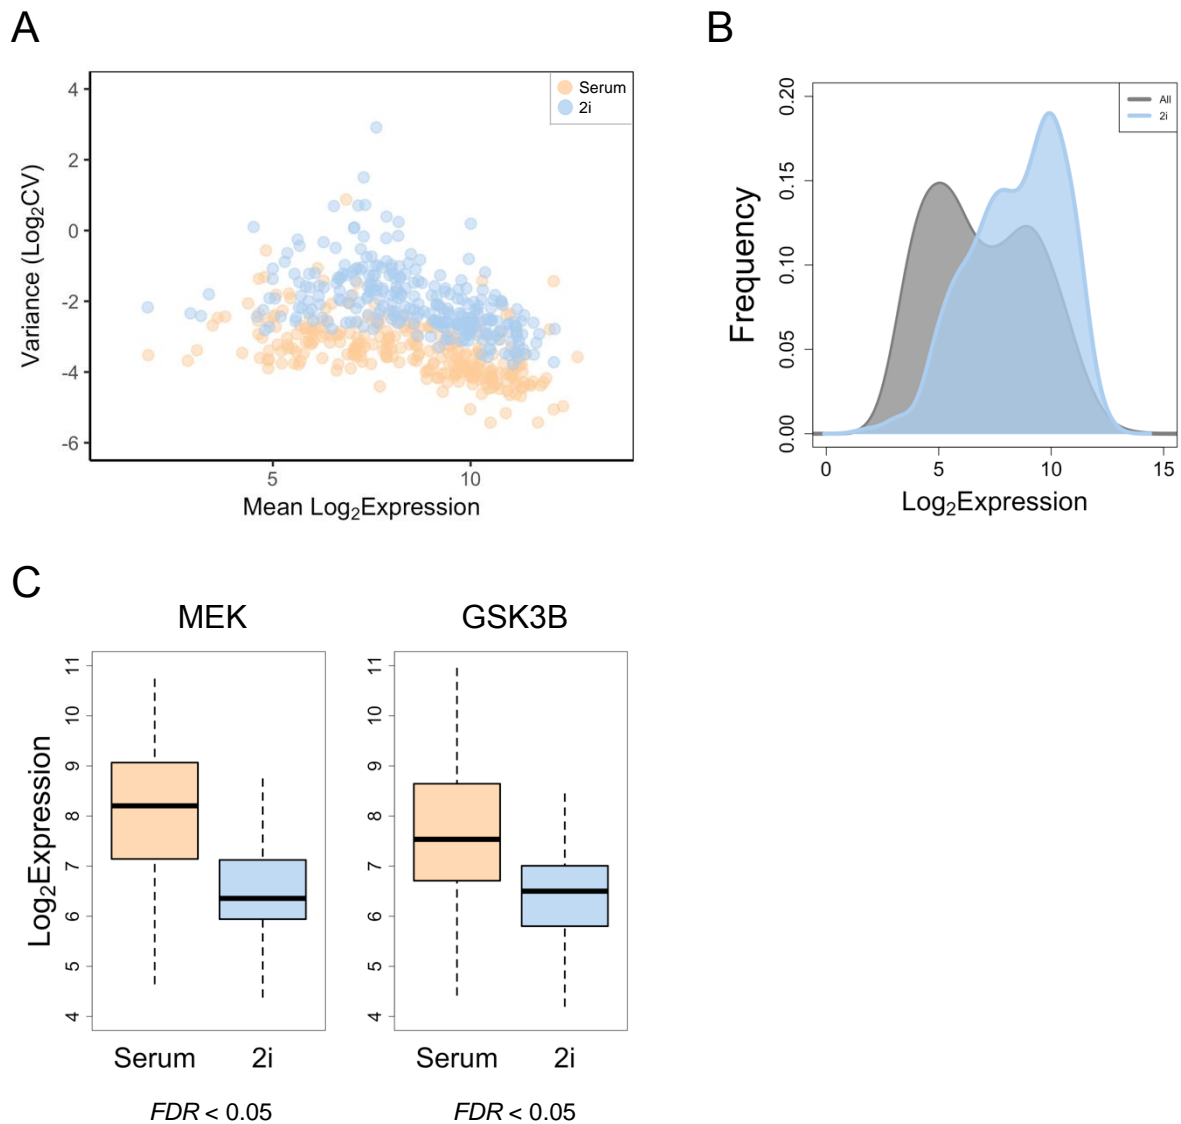 A
B
Serum
2i
4
2
0
-2
-4
-6
Variance (Log2CV)
5
10
Mean Log2Expression
All
2i
0.20
0.15
0.10
0.05
0.00
Frequency
0
5
10
15
Log2Expression
C
MEK
GSK3B
11
10
9
8
7
6
5
4
11
10
9
8
7
6
5
4
Log2Expression
Serum
2i
Serum
2i
FDR < 0.05
FDR < 0.05